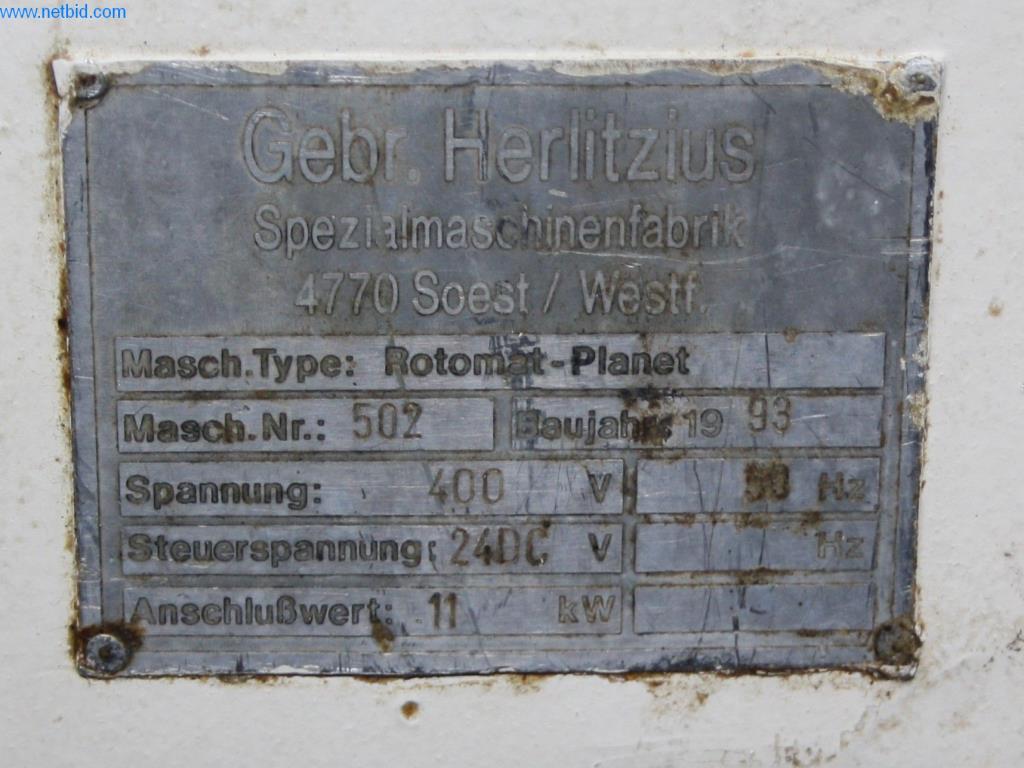 www.netbid.com
Gebr. Herlitzius
Spezialmaschinenfabrik
4770 Soest / Westf.
Masch.Type: Rotomat-Planet
Masch.Nr.: 502 Baujahr: 19 93
Spannung: 400 V 50 Hz
Steuerspannung: 24DC V Hz
Anschlußwert: 11 kW